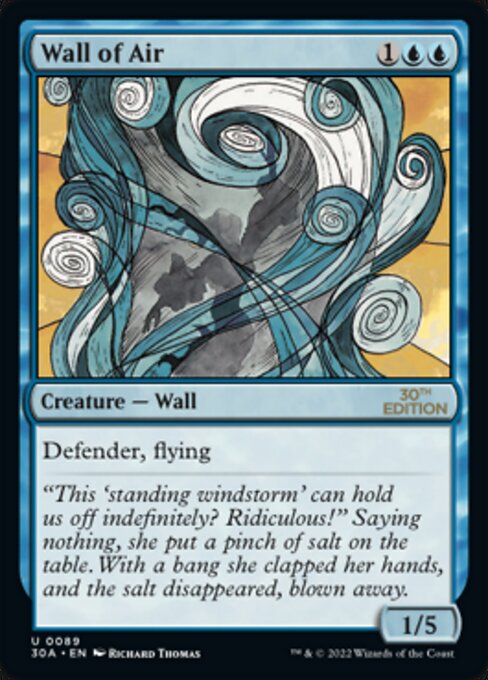 Wall of Air 1
Creature — Wall 30TH EDITION
Defender, flying
“This ‘standing windstorm’ can hold
us off indefinitely? Ridiculous!” Saying
nothing, she put a pinch of salt on the
table. With a bang she clapped her hands,
and the salt disappeared, blown away.
1/5
U 0089
30A • EN Richard Thomas ™ & © 2022 Wizards of the Coast